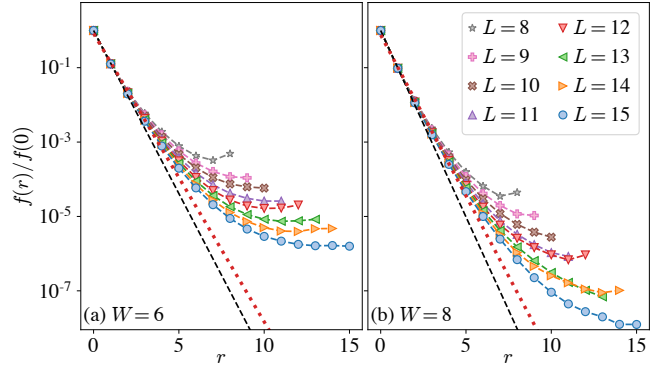 f(r)/f(0)
10⁻¹
10⁻³
10⁻⁵
10⁻⁷
(a) W = 6
0 5 10 15
r
(b) W = 8
0 5 10 15
r
L = 8
L = 9
L = 10
L = 11
L = 12
L = 13
L = 14
L = 15